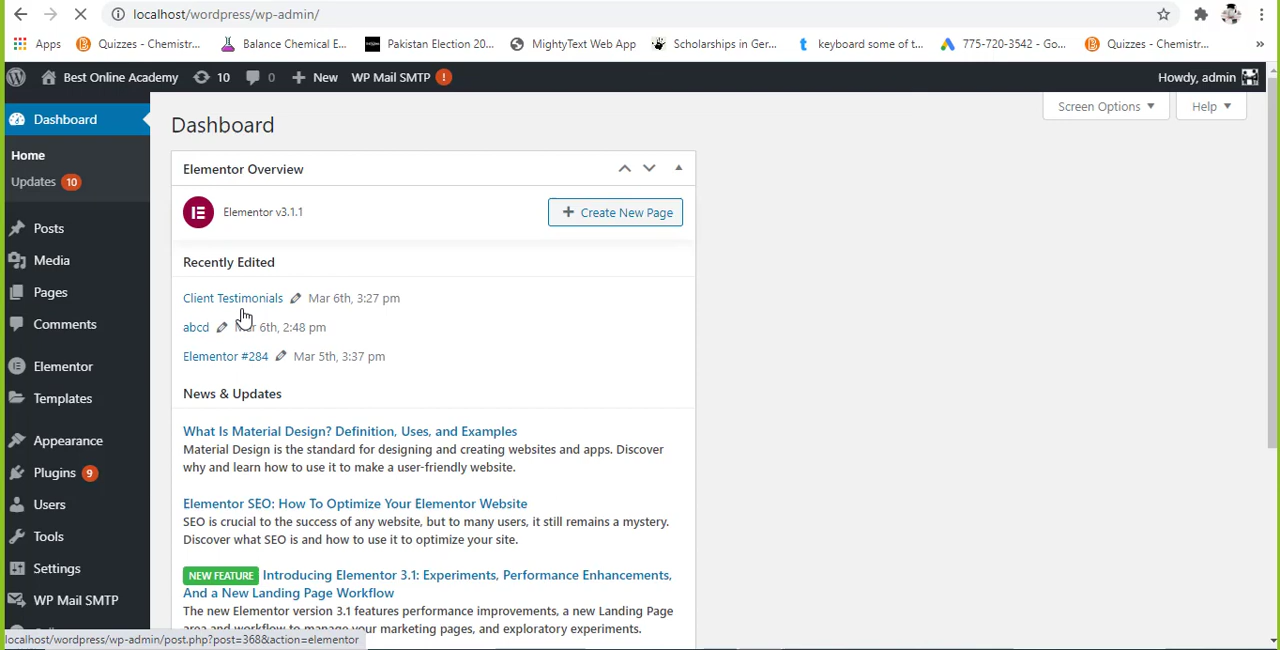 localhost/wordpress/wp-admin/
Apps Quizzes - Chemistr... Balance Chemical E... Pakistan Election 20... MightyText Web App Scholarships in Ger... keyboard some of t... 775-720-3542 - Go... Quizzes - Chemistr... »
Best Online Academy 10 0 New WP Mail SMTP ! Howdy, admin
Screen Options Help
Dashboard
Home
Updates 10
Posts
Media
Pages
Comments
Elementor
Templates
Appearance
Plugins 9
Users
Tools
Settings
WP Mail SMTP
Dashboard
Elementor Overview
Elementor v3.1.1
+ Create New Page
Recently Edited
Client Testimonials Mar 6th, 3:27 pm
abcd 6th, 2:48 pm
Elementor #284 Mar 5th, 3:37 pm
News & Updates
What Is Material Design? Definition, Uses, and Examples
Material Design is the standard for designing and creating websites and apps. Discover
why and learn how to use it to make a user-friendly website.
Elementor SEO: How To Optimize Your Elementor Website
SEO is crucial to the success of any website, but to many users, it still remains a mystery.
Discover what SEO is and how to use it to optimize your site.
NEW FEATURE Introducing Elementor 3.1: Experiments, Performance Enhancements,
And a New Landing Page Workflow
The new Elementor version 3.1 features performance improvements, a new Landing Page
area and workflow to manage your marketing pages, and exploratory experiments.
localhost/wordpress/wp-admin/post.php?post=368&action=elementor